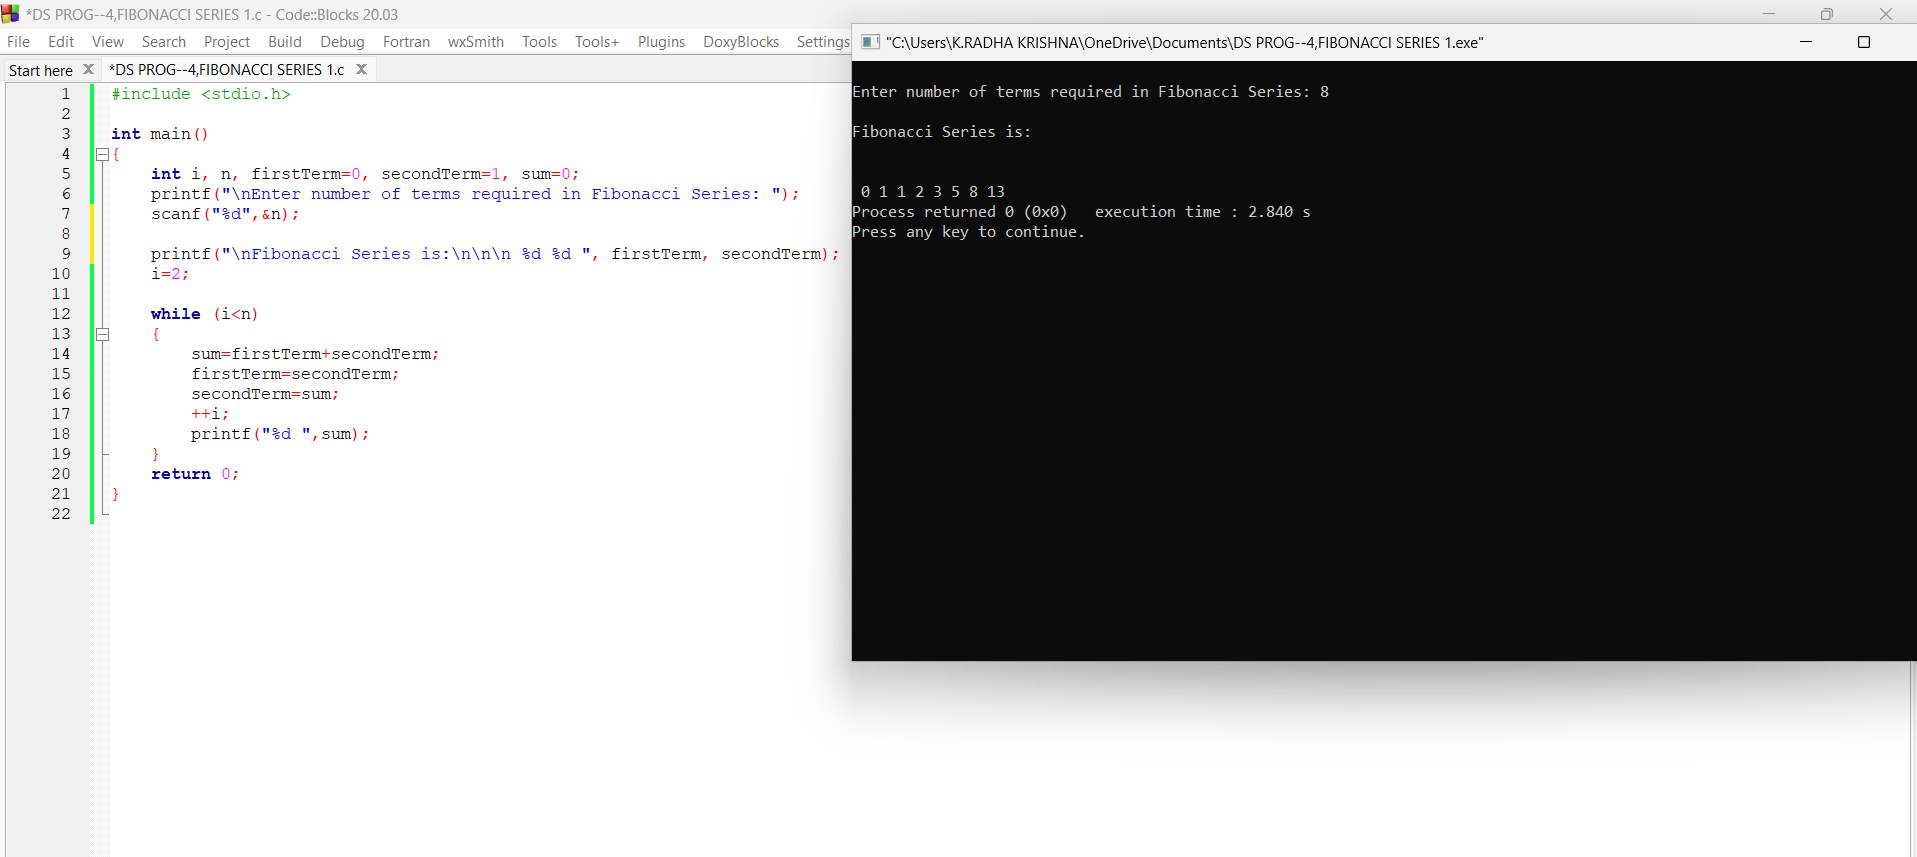 *DS PROG--4,FIBONACCI SERIES 1.c - Code::Blocks 20.03
File Edit View Search Project Build Debug Fortran wxSmith Tools Tools+ Plugins DoxyBlocks Settings
Start here X *DS PROG--4,FIBONACCI SERIES 1.c X
1 #include <stdio.h>
2
3 int main()
4 {
5 int i, n, firstTerm=0, secondTerm=1, sum=0;
6 printf("\nEnter number of terms required in Fibonacci Series: ");
7 scanf("%d",&n);
8
9 printf("\nFibonacci Series is:\n\n\n %d %d ", firstTerm, secondTerm);
10 i=2;
11
12 while (i<n)
13 {
14 sum=firstTerm+secondTerm;
15 firstTerm=secondTerm;
16 secondTerm=sum;
17 ++i;
18 printf("%d ",sum);
19 }
20 return 0;
21 }
22
"C:\Users\K.RADHA KRISHNA\OneDrive\Documents\DS PROG--4,FIBONACCI SERIES 1.exe"
Enter number of terms required in Fibonacci Series: 8
Fibonacci Series is:
0 1 1 2 3 5 8 13
Process returned 0 (0x0) execution time : 2.840 s
Press any key to continue.